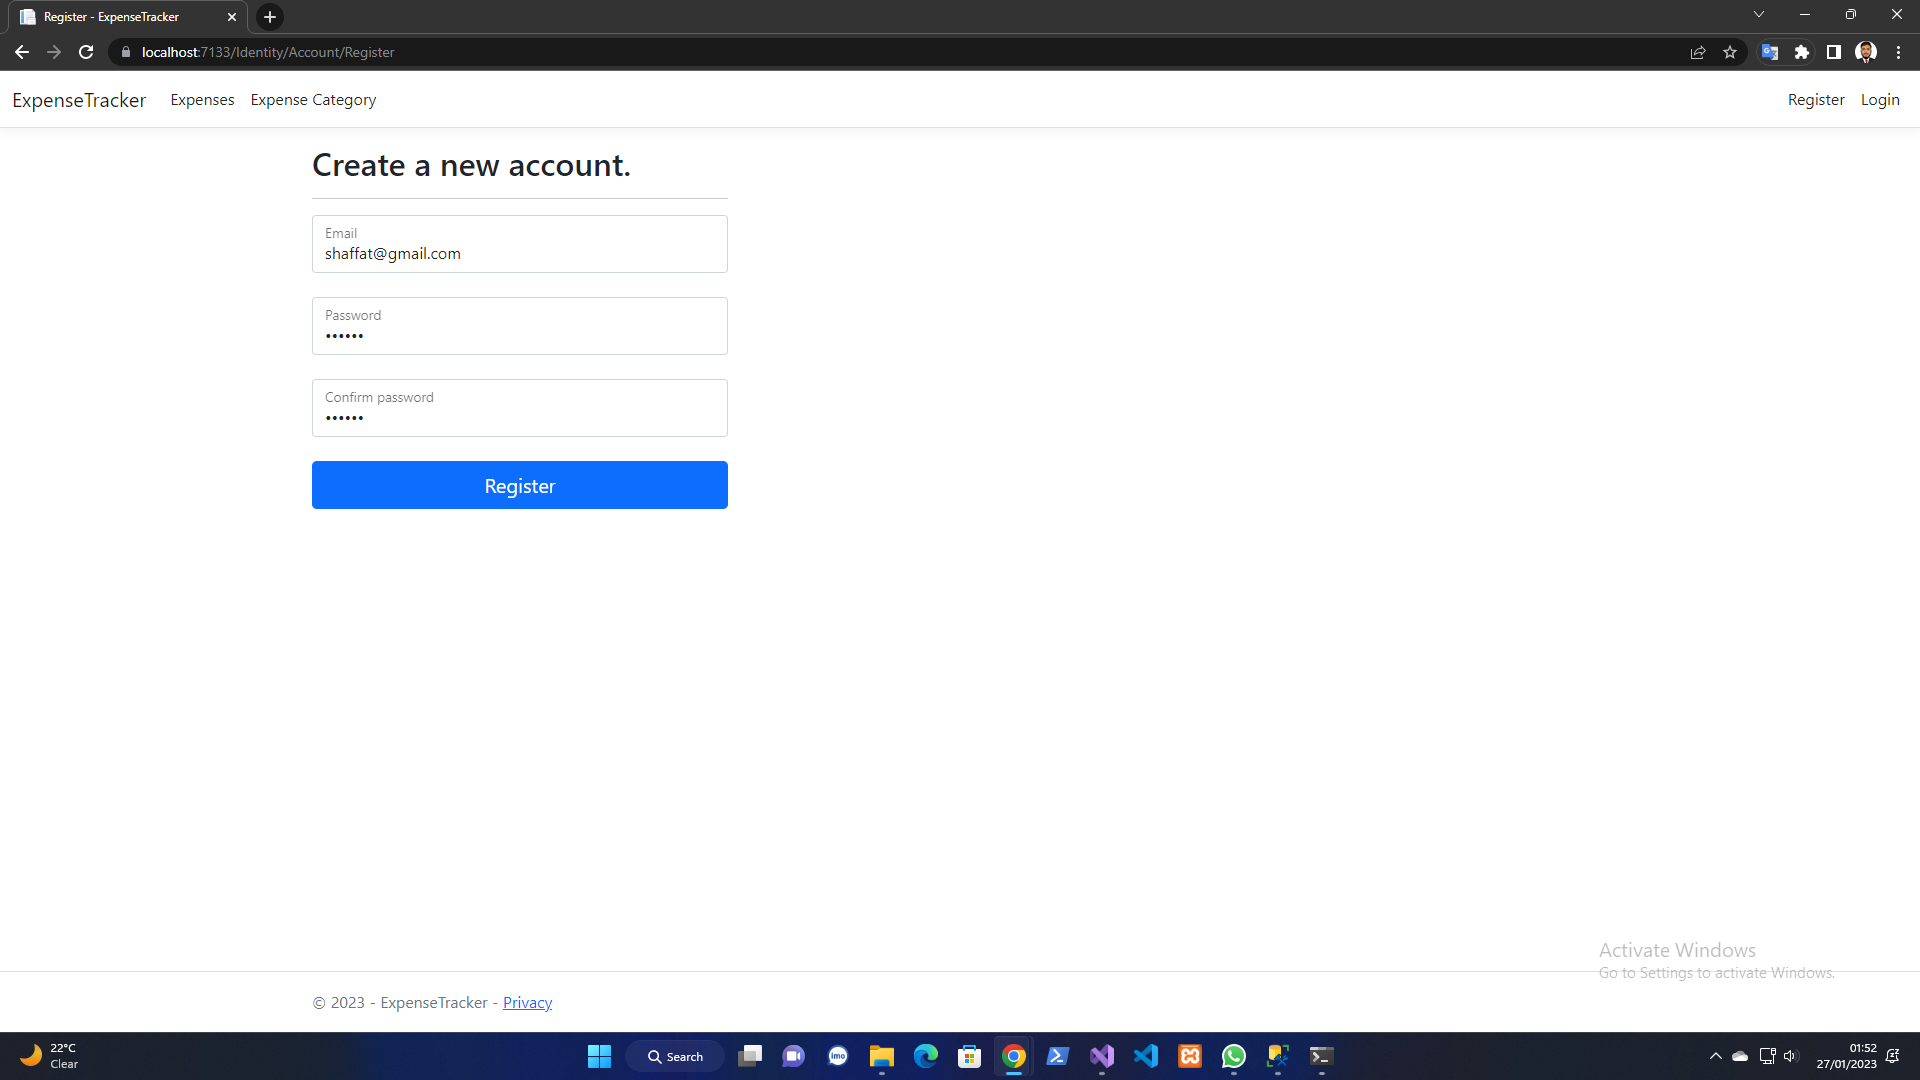 Register - ExpenseTracker
localhost:7133/Identity/Account/Register
ExpenseTracker Expenses Expense Category Register Login
Create a new account.
Email
shaffat@gmail.com
Password
••••••
Confirm password
••••••
Register
Activate Windows
Go to Settings to activate Windows.
© 2023 - ExpenseTracker - Privacy
22°C
Clear
Search
imo
01:52
27/01/2023